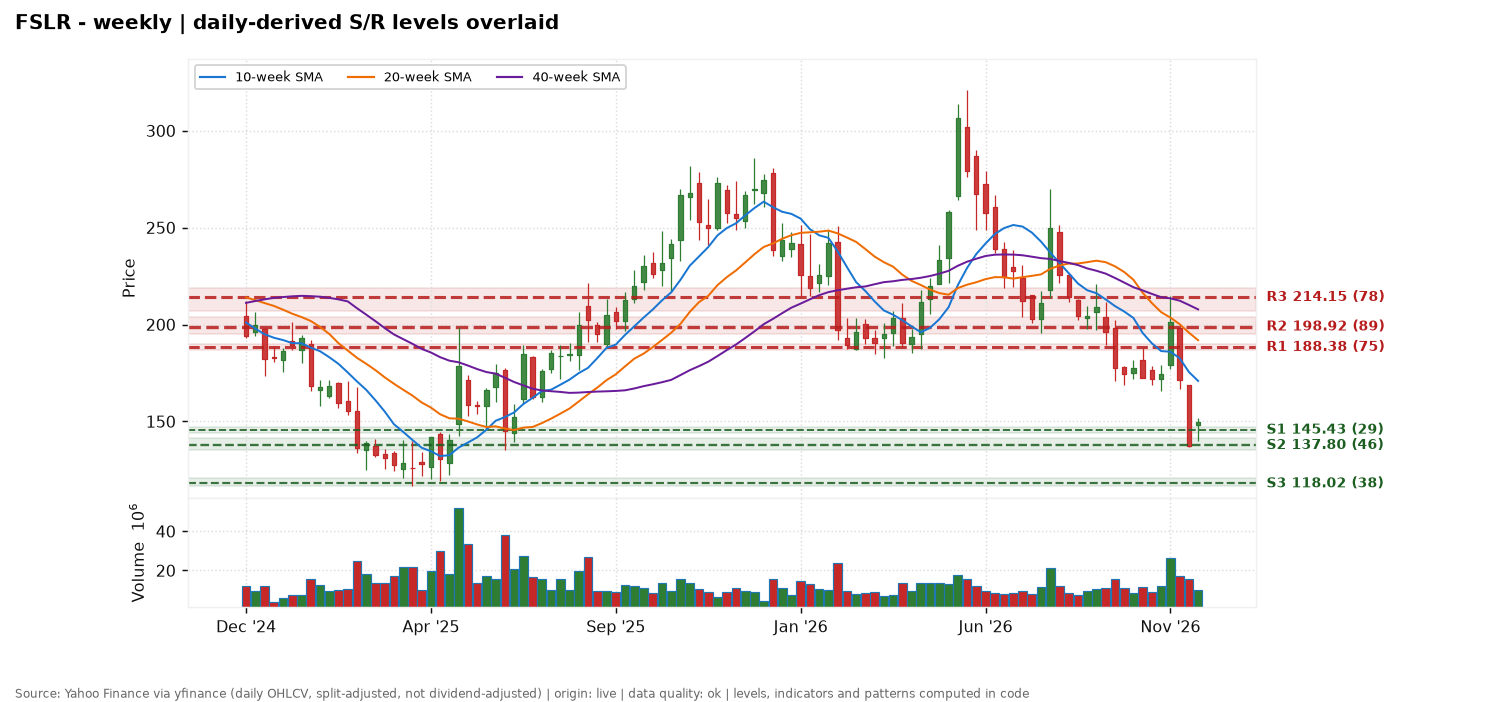 FSLR - weekly | daily-derived S/R levels overlaid
10-week SMA
20-week SMA
40-week SMA
Price
300
250
200
150
R3 214.15 (78)
R2 198.92 (89)
R1 188.38 (75)
S1 145.43 (29)
S2 137.80 (46)
S3 118.02 (38)
Volume 10⁶
40
20
Dec '24
Apr '25
Sep '25
Jan '26
Jun '26
Nov '26
Source: Yahoo Finance via yfinance (daily OHLCV, split-adjusted, not dividend-adjusted) | origin: live | data quality: ok | levels, indicators and patterns computed in code